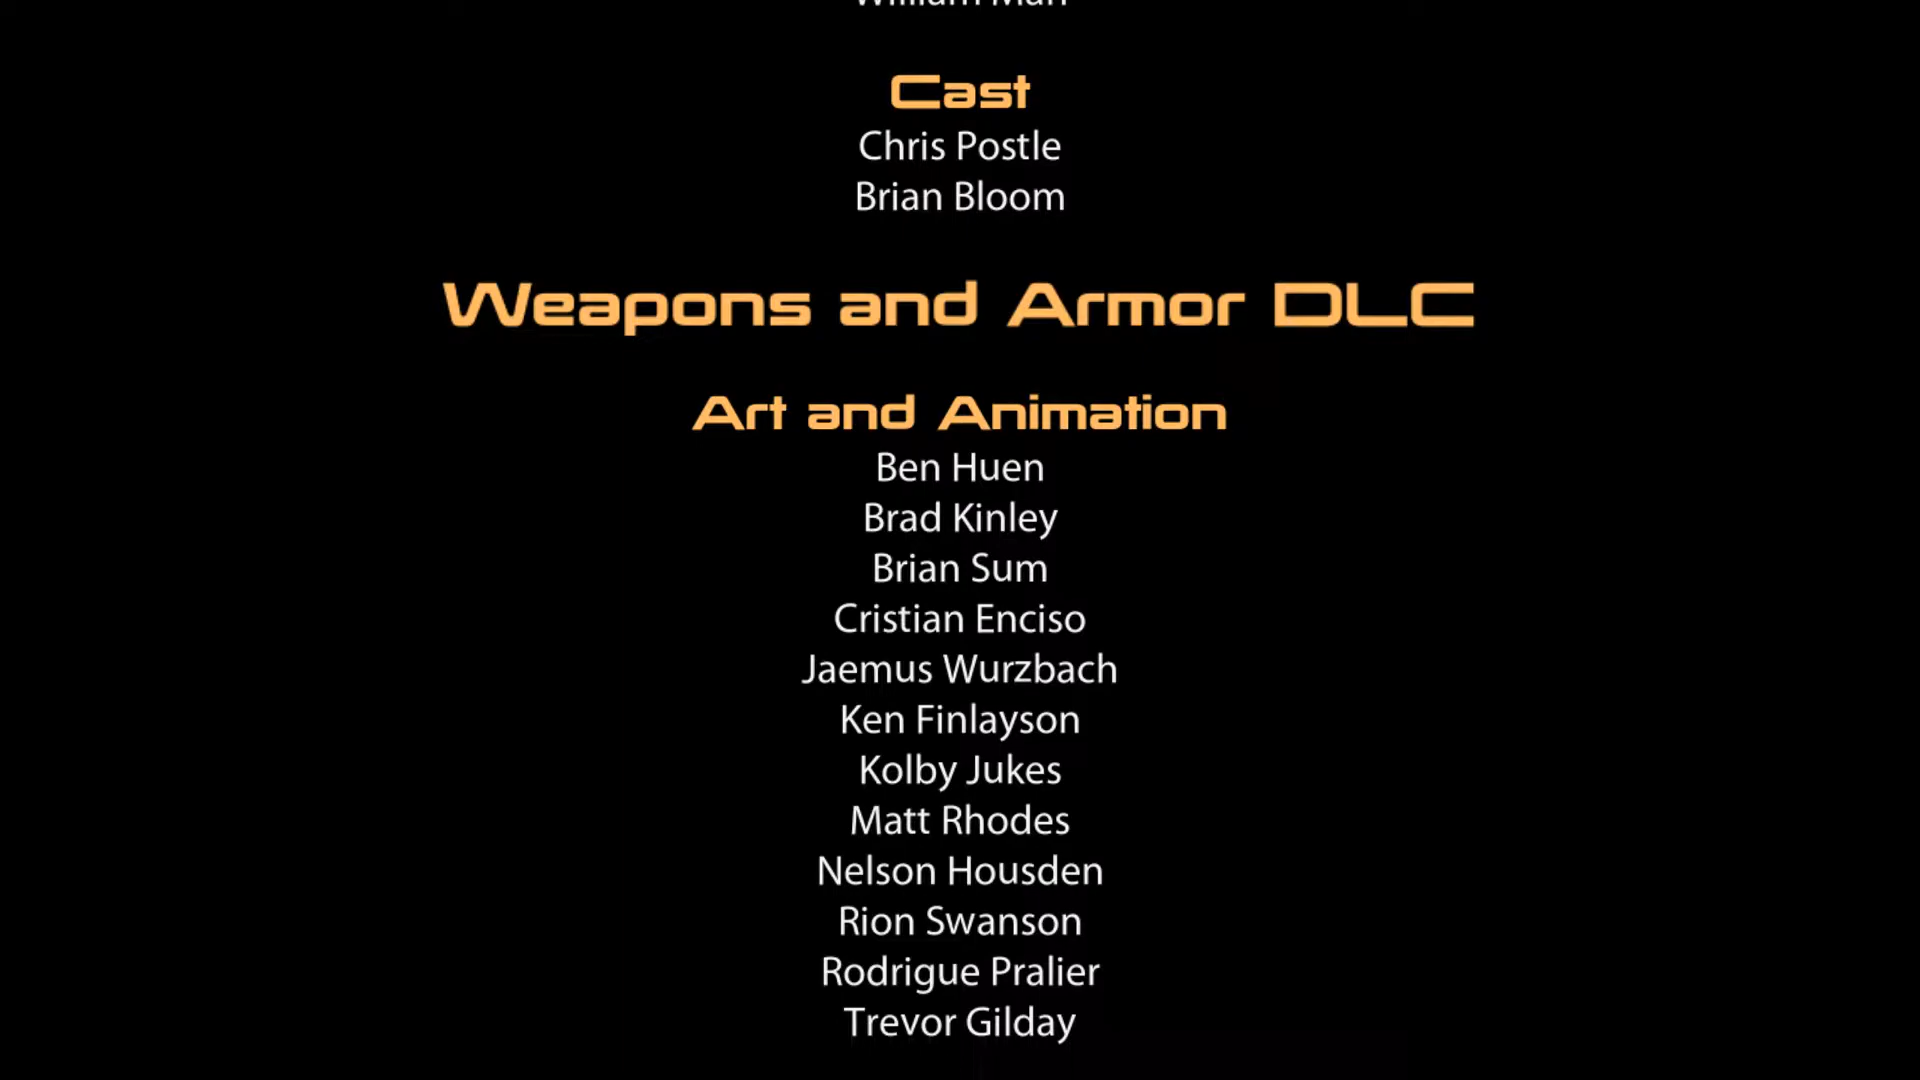 Cast
Chris Postle
Brian Bloom
Weapons and Armor DLC
Art and Animation
Ben Huen
Brad Kinley
Brian Sum
Cristian Enciso
Jaemus Wurzbach
Ken Finlayson
Kolby Jukes
Matt Rhodes
Nelson Housden
Rion Swanson
Rodrigue Pralier
Trevor Gilday